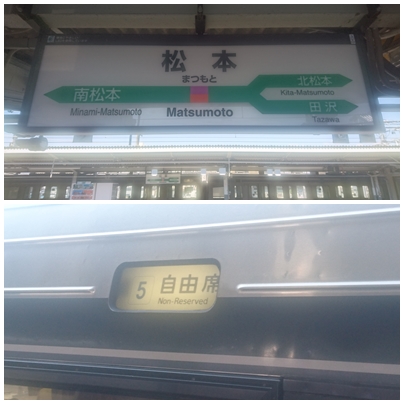 松本
まつもと
Matsumoto
南松本
Minami-Matsumoto
北松本
Kita-Matsumoto
田沢
Tazawa
5 自由席
Non-Reserved